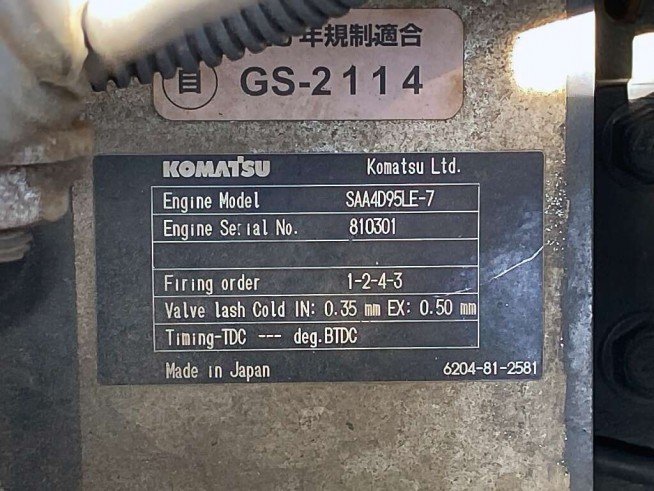 年規制適合
自 GS-2114
KOMATSU Komatsu Ltd.
Engine Model SAA4D95LE-7
Engine Serial No. 810301
Firing order 1-2-4-3
Valve lash Cold IN: 0.35 mm EX: 0.50 mm
Timing-TDC --- deg.BTDC
Made in Japan 6204-81-2581